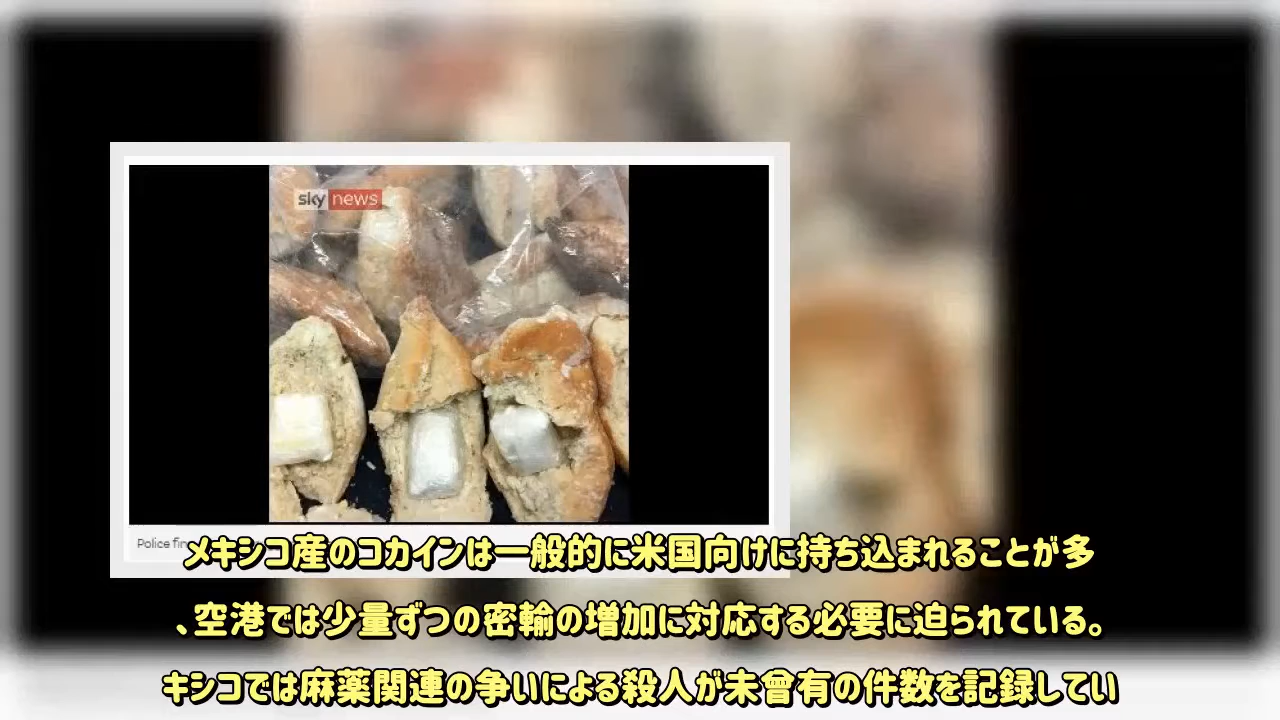 sky news
Police fin
メキシコ産のコカインは一般的に米国向けに持ち込まれることが多
、空港では少量ずつの密輸の増加に対応する必要に迫られている。
キシコでは麻薬関連の争いによる殺人が未曾有の件数を記録してい